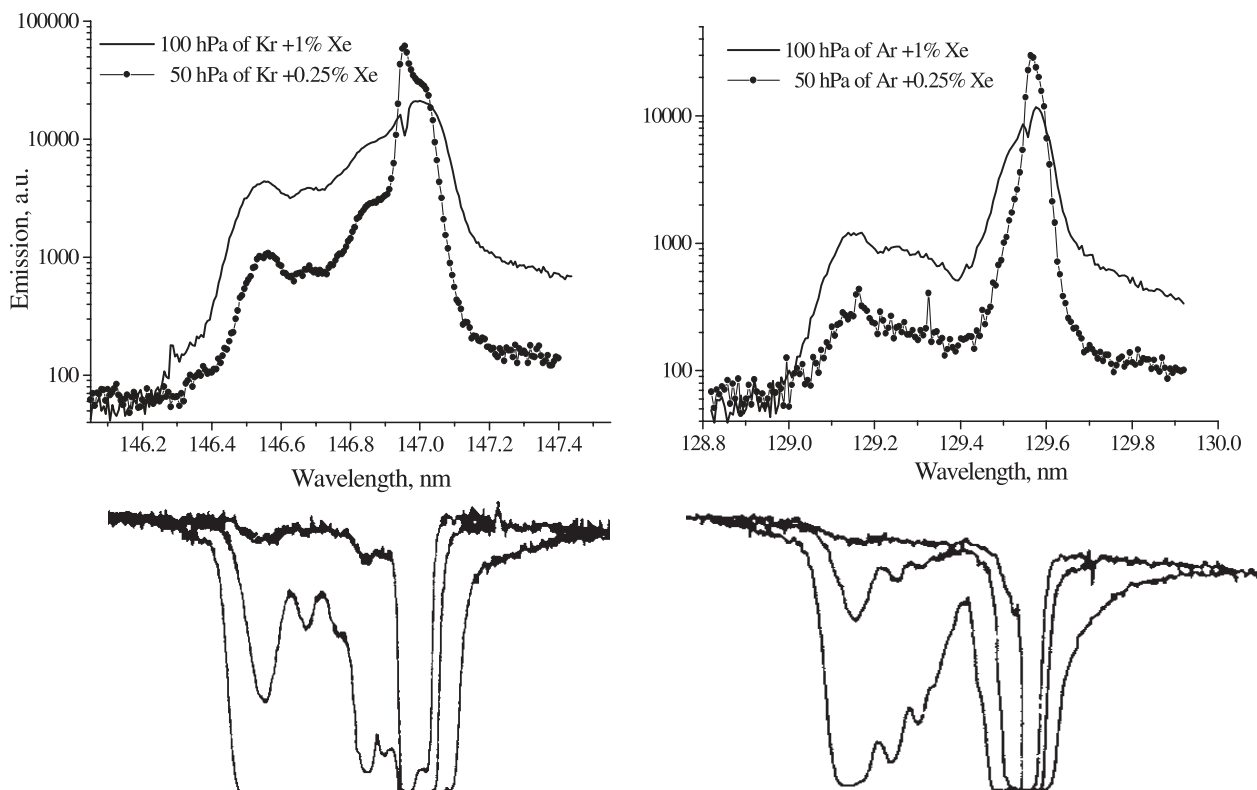 100 hPa of Kr +1% Xe
50 hPa of Kr +0.25% Xe
100000
10000
1000
100
Emission, a.u.
146.2 146.4 146.6 146.8 147.0 147.2 147.4
Wavelength, nm
100 hPa of Ar +1% Xe
50 hPa of Ar +0.25% Xe
10000
1000
100
128.8 129.0 129.2 129.4 129.6 129.8 130.0
Wavelength, nm